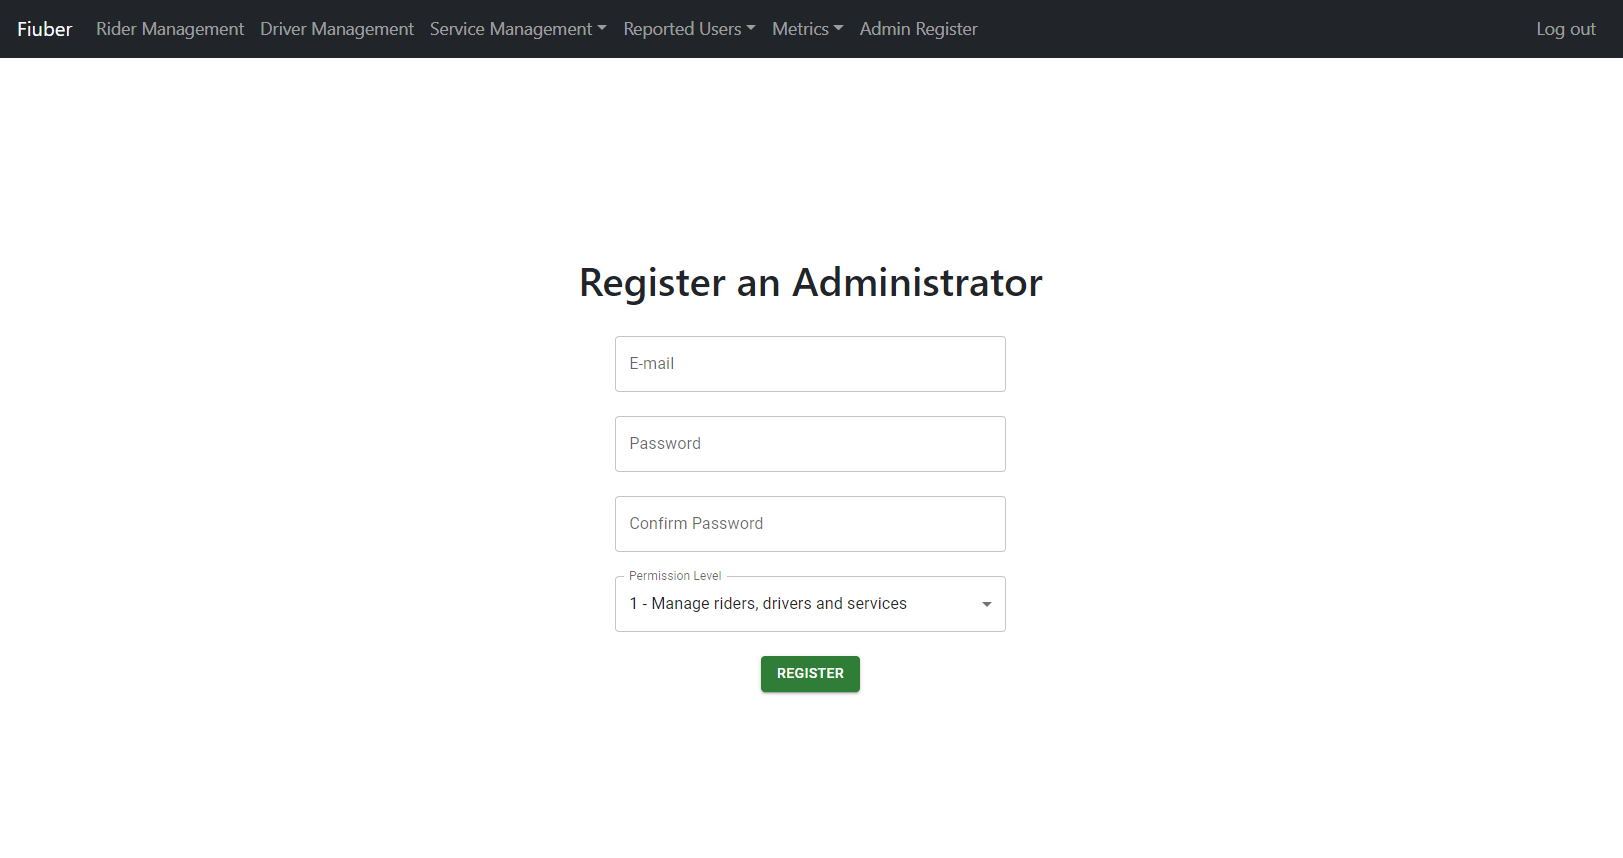 Fiuber Rider Management Driver Management Service Management Reported Users Metrics Admin Register Log out
Register an Administrator
E-mail
Password
Confirm Password
Permission Level
1 - Manage riders, drivers and services
REGISTER